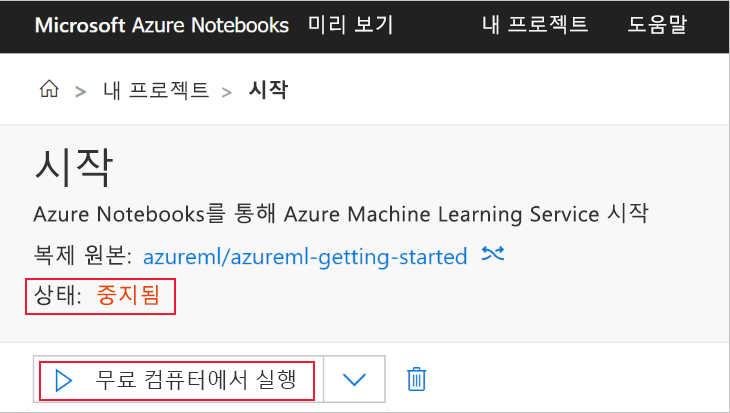 Microsoft Azure Notebooks 미리 보기 내 프로젝트 도움말
> 내 프로젝트 > 시작
시작
Azure Notebooks를 통해 Azure Machine Learning Service 시작
복제 원본: azureml/azureml-getting-started
상태: 중지됨
무료 컴퓨터에서 실행